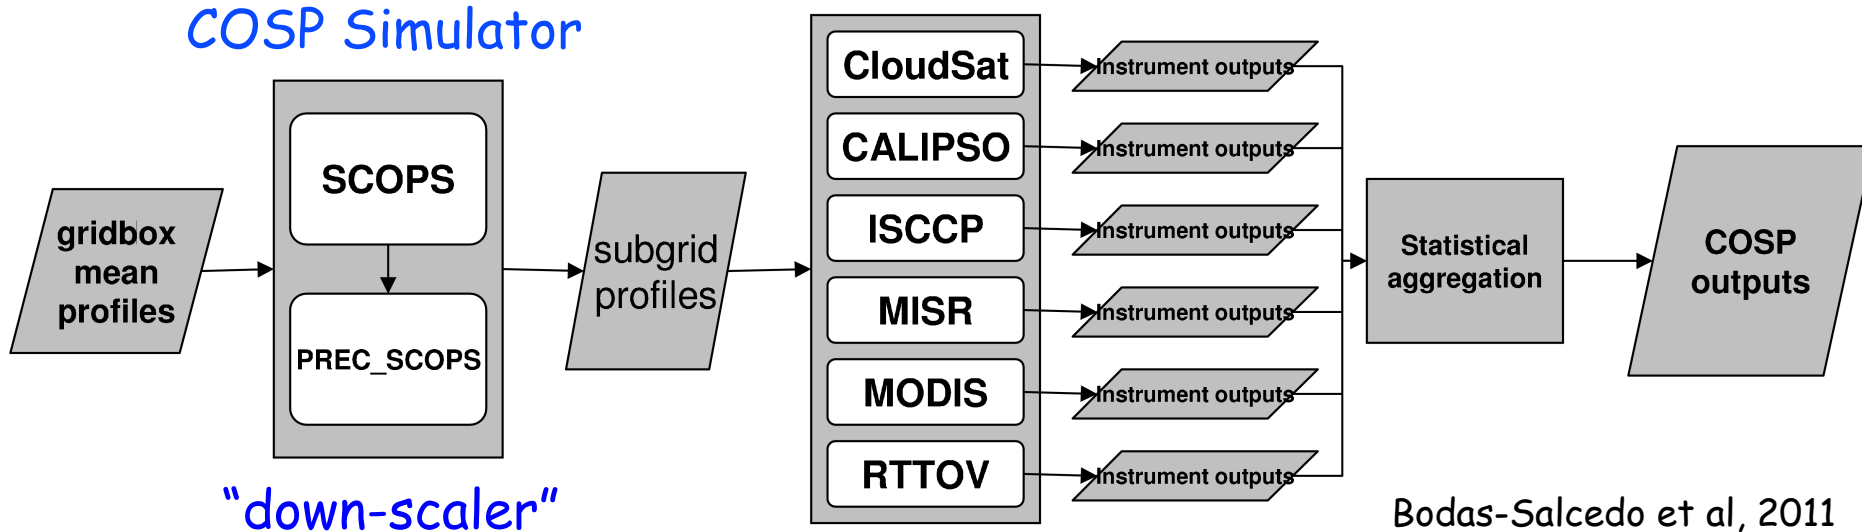 COSP Simulator
gridbox
mean
profiles
SCOPS
PREC_SCOPS
"down-scaler"
subgrid
profiles
CloudSat
CALIPSO
ISCCP
MISR
MODIS
RTTOV
Instrument outputs
Instrument outputs
Instrument outputs
Instrument outputs
Instrument outputs
Instrument outputs
Statistical
aggregation
COSP
outputs
Bodas-Salcedo et al, 2011